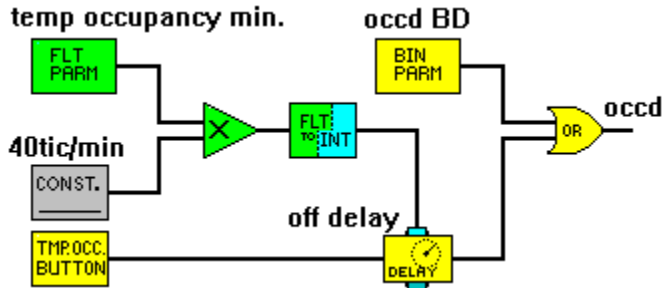 temp occupancy min.
occd BD
FLT
PARM
BIN
PARM
occd
OR
X
FLT
TO INT
40tic/min
CONST.
off delay
TMP.OCC.
BUTTON
DELAY